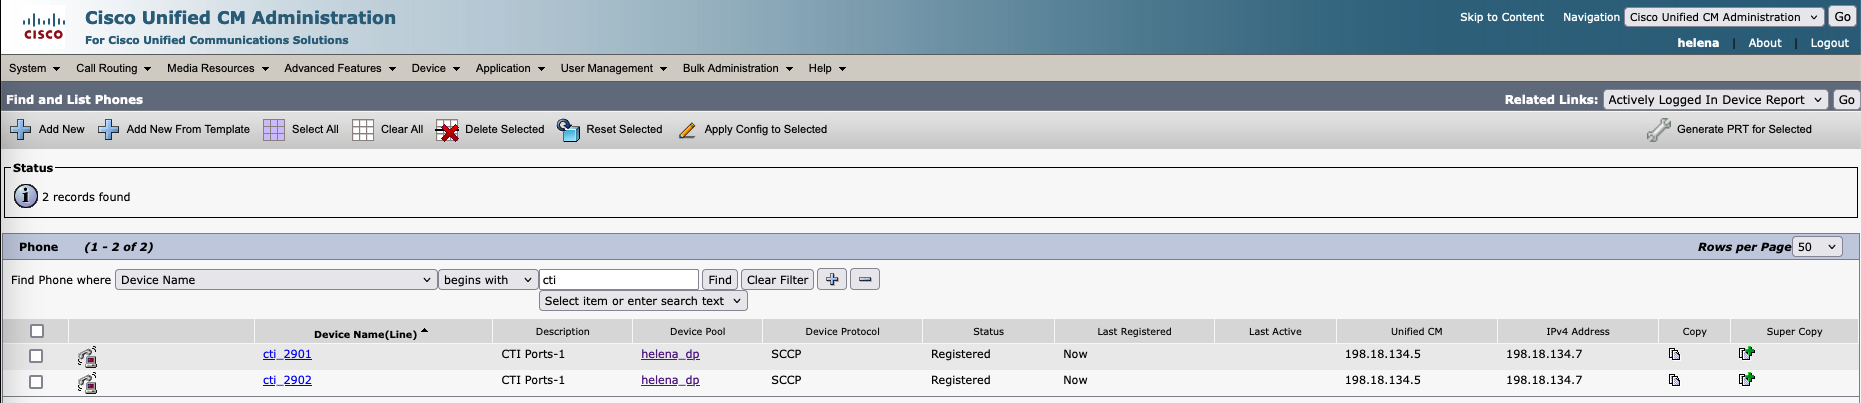 CISCO
Cisco Unified CM Administration
For Cisco Unified Communications Solutions
Skip to Content Navigation Cisco Unified CM Administration Go
helena | About | Logout
System Call Routing Media Resources Advanced Features Device Application User Management Bulk Administration Help
Find and List Phones Related Links: Actively Logged In Device Report Go
Add New Add New From Template Select All Clear All Delete Selected Reset Selected Apply Config to Selected Generate PRT for Selected
Status
i 2 records found
Phone (1 - 2 of 2) Rows per Page 50
Find Phone where Device Name begins with cti Find Clear Filter
Select item or enter search text
Device Name(Line) Description Device Pool Device Protocol Status Last Registered Last Active Unified CM IPv4 Address Copy Super Copy
cti_2901 CTI Ports-1 helena_dp SCCP Registered Now 198.18.134.5 198.18.134.7
cti_2902 CTI Ports-1 helena_dp SCCP Registered Now 198.18.134.5 198.18.134.7